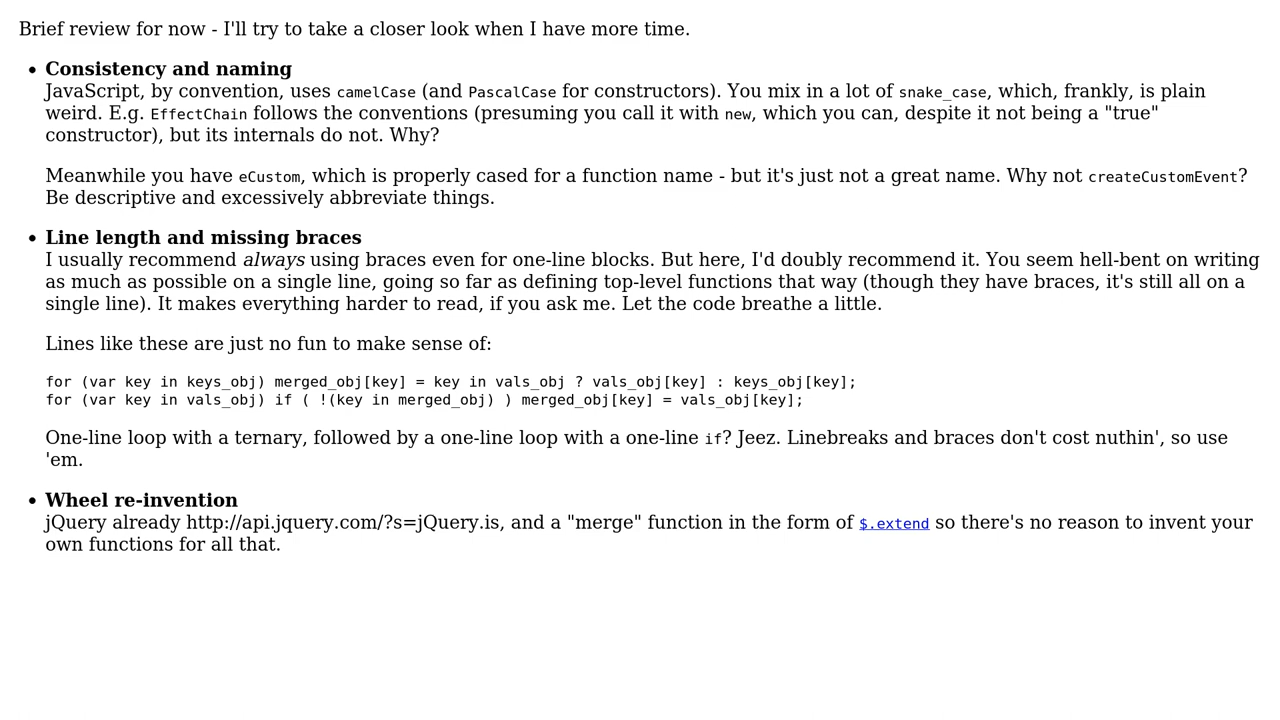 Brief review for now - I'll try to take a closer look when I have more time.
• Consistency and naming
JavaScript, by convention, uses camelCase (and PascalCase for constructors). You mix in a lot of snake_case, which, frankly, is plain
weird. E.g. EffectChain follows the conventions (presuming you call it with new, which you can, despite it not being a "true"
constructor), but its internals do not. Why?
Meanwhile you have eCustom, which is properly cased for a function name - but it's just not a great name. Why not createCustomEvent?
Be descriptive and excessively abbreviate things.
• Line length and missing braces
I usually recommend always using braces even for one-line blocks. But here, I'd doubly recommend it. You seem hell-bent on writing
as much as possible on a single line, going so far as defining top-level functions that way (though they have braces, it's still all on a
single line). It makes everything harder to read, if you ask me. Let the code breathe a little.
Lines like these are just no fun to make sense of:
for (var key in keys_obj) merged_obj[key] = key in vals_obj ? vals_obj[key] : keys_obj[key];
for (var key in vals_obj) if ( !(key in merged_obj) ) merged_obj[key] = vals_obj[key];
One-line loop with a ternary, followed by a one-line loop with a one-line if? Jeez. Linebreaks and braces don't cost nuthin', so use
'em.
• Wheel re-invention
jQuery already http://api.jquery.com/?s=jQuery.is, and a "merge" function in the form of $.extend so there's no reason to invent your
own functions for all that.